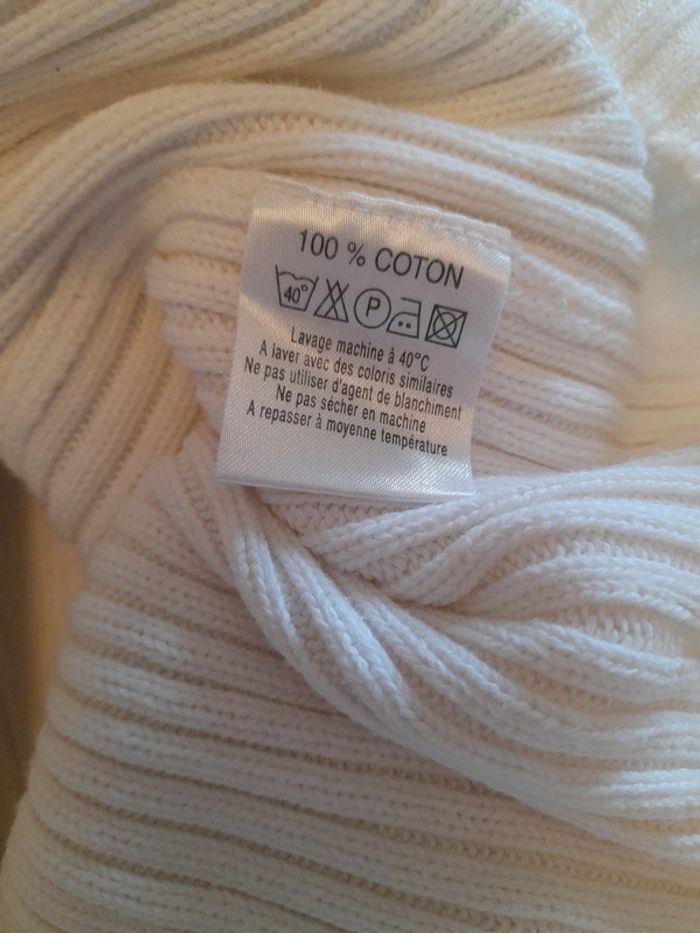 100 % COTON
40° P
Lavage machine à 40°C
A laver avec des coloris similaires
Ne pas utiliser d'agent de blanchiment
Ne pas sécher en machine
A repasser à moyenne température